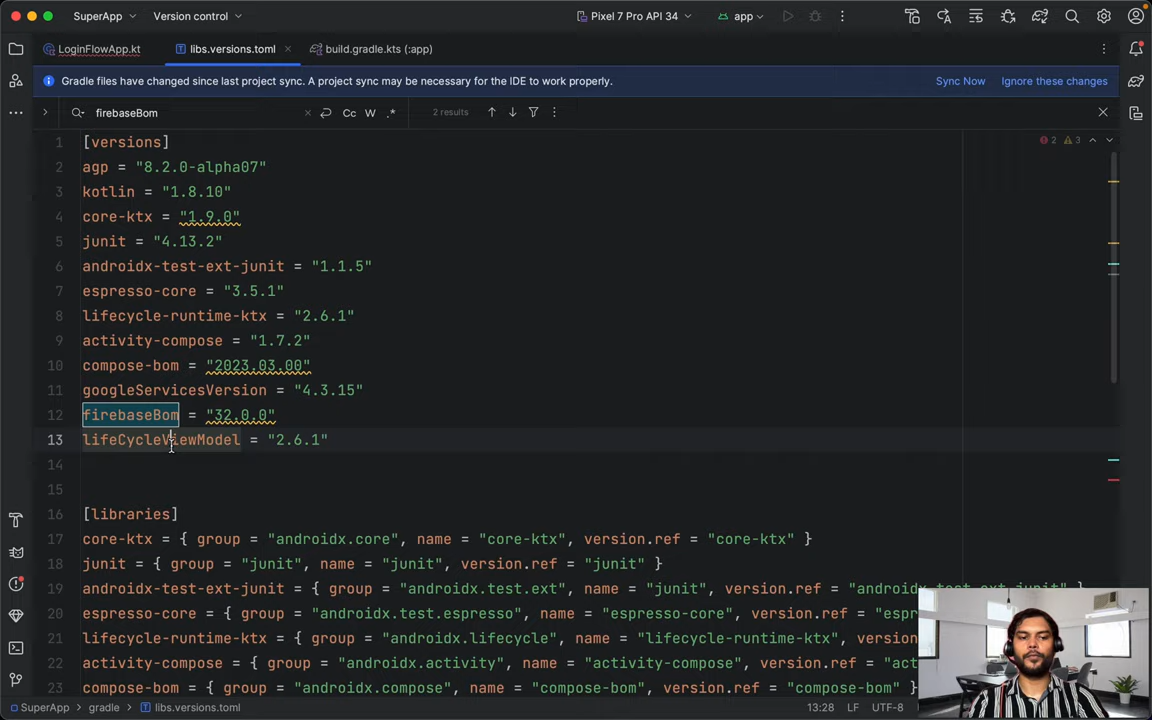 SuperApp
Version control
Pixel 7 Pro API 34
app
LoginFlowApp.kt
libs.versions.toml
build.gradle.kts (:app)
Gradle files have changed since last project sync. A project sync may be necessary for the IDE to work properly.
Sync Now
Ignore these changes
firebaseBom
Cc
W
.*
2 results
2
3
1 [versions]
2 agp = "8.2.0-alpha07"
3 kotlin = "1.8.10"
4 core-ktx = "1.9.0"
5 junit = "4.13.2"
6 androidx-test-ext-junit = "1.1.5"
7 espresso-core = "3.5.1"
8 lifecycle-runtime-ktx = "2.6.1"
9 activity-compose = "1.7.2"
10 compose-bom = "2023.03.00"
11 googleServicesVersion = "4.3.15"
12 firebaseBom = "32.0.0"
13 lifeCycleViewModel = "2.6.1"
14
15
16 [libraries]
17 core-ktx = { group = "androidx.core", name = "core-ktx", version.ref = "core-ktx" }
18 junit = { group = "junit", name = "junit", version.ref = "junit" }
19 androidx-test-ext-junit = { group = "androidx.test.ext", name = "junit", version.ref = "androidx-test-ext-junit" }
20 espresso-core = { group = "androidx.test.espresso", name = "espresso-core", version.ref = "espr
21 lifecycle-runtime-ktx = { group = "androidx.lifecycle", name = "lifecycle-runtime-ktx", version
22 activity-compose = { group = "androidx.activity", name = "activity-compose", version.ref = "act
23 compose-bom = { group = "androidx.compose", name = "compose-bom", version.ref = "compose-bom" }
SuperApp > gradle > libs.versions.toml
13:28
LF
UTF-8